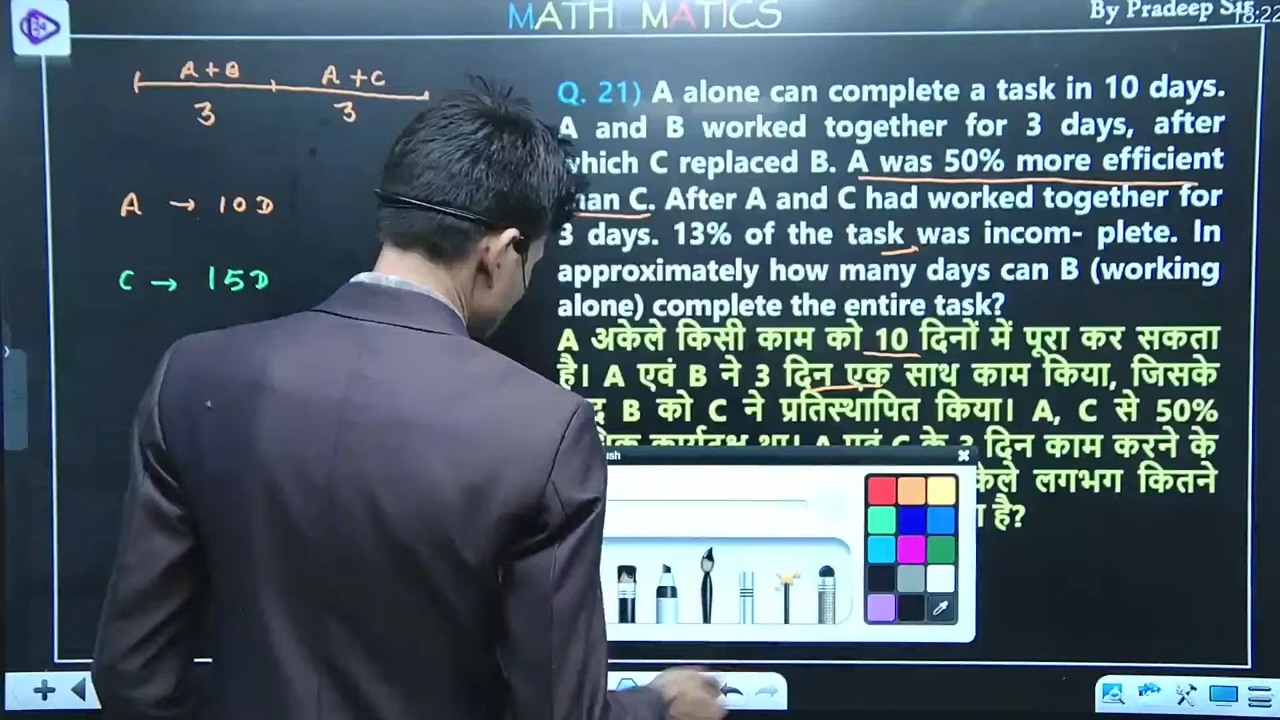 MATHEMATICS
By Pradeep Sir
18:22
A+B A+C
3 3
A → 10D
C → 15D
Q. 21) A alone can complete a task in 10 days.
A and B worked together for 3 days, after
which C replaced B. A was 50% more efficient
than C. After A and C had worked together for
3 days. 13% of the task was incom- plete. In
approximately how many days can B (working
alone) complete the entire task?
A अकेले किसी काम को 10 दिनों में पूरा कर सकता
है। A एवं B ने 3 दिन एक साथ काम किया, जिसके
B को C ने प्रतिस्थापित किया। A, C से 50%
था। A एवं C के 3 दिन काम करने के
लगभग कितने
है?